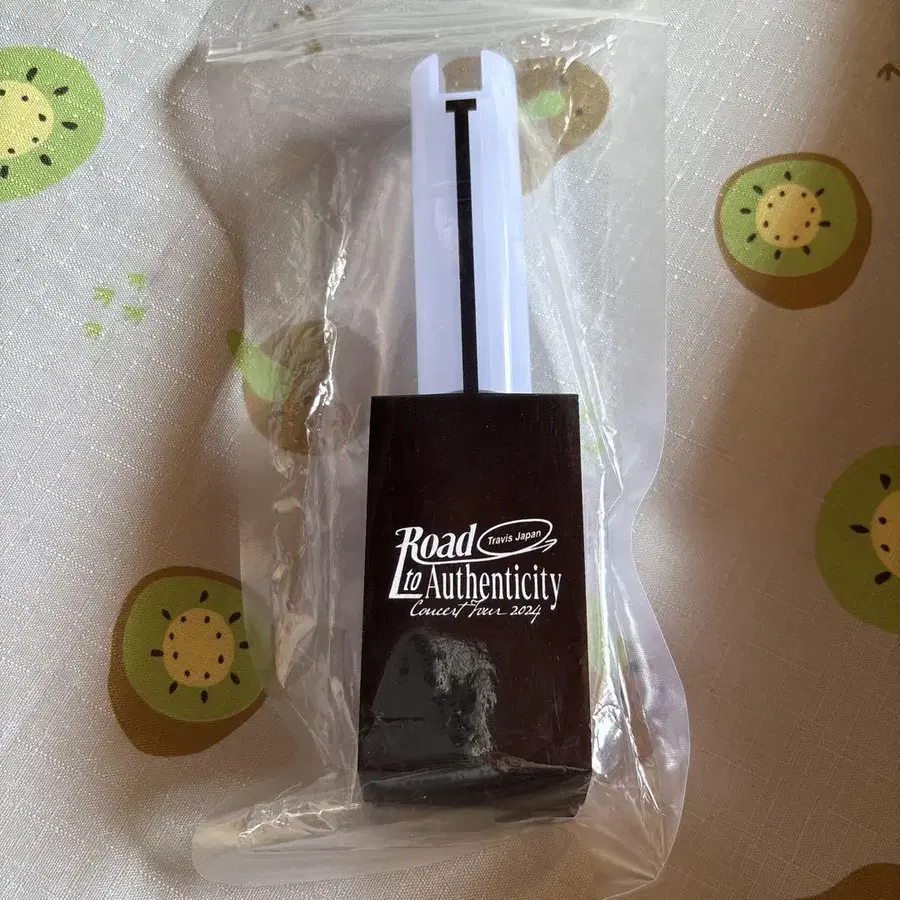 Road Travis Japan
to Authenticity
Concert Tour 2024